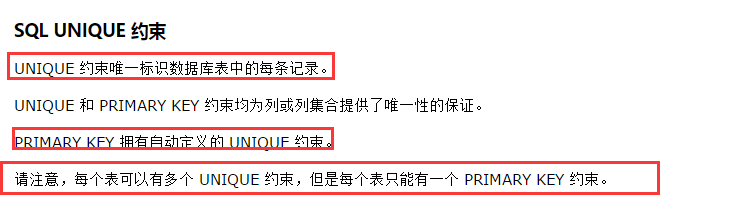 SQL UNIQUE 约束
UNIQUE 约束唯一标识数据库表中的每条记录。
UNIQUE 和 PRIMARY KEY 约束均为列或列集合提供了唯一性的保证。
PRIMARY KEY 拥有自动定义的 UNIQUE 约束。
请注意，每个表可以有多个 UNIQUE 约束，但是每个表只能有一个 PRIMARY KEY 约束。